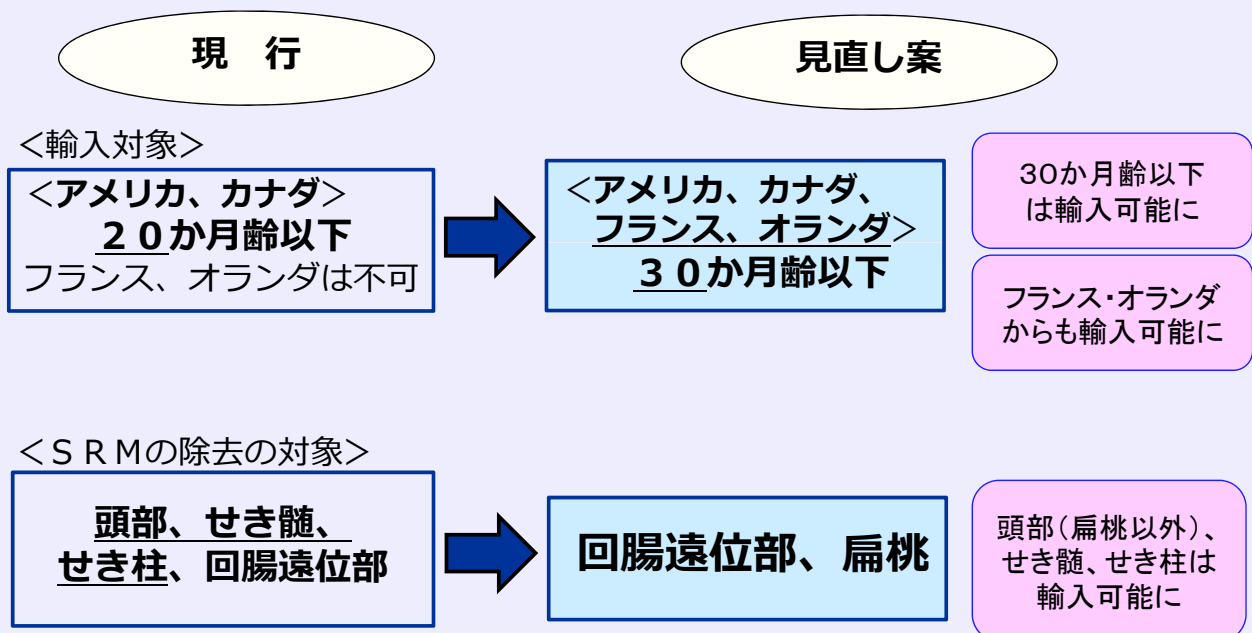 現　行
見直し案
＜輸入対象＞
＜アメリカ、カナダ＞
２０か月齢以下
フランス、オランダは不可
＜アメリカ、カナダ、
フランス、オランダ＞
３０か月齢以下
30か月齢以下
は輸入可能に
フランス・オランダ
からも輸入可能に
＜ＳＲＭの除去の対象＞
頭部、せき髄、
せき柱、回腸遠位部
回腸遠位部、扁桃
頭部（扁桃以外）、
せき髄、せき柱は
輸入可能に